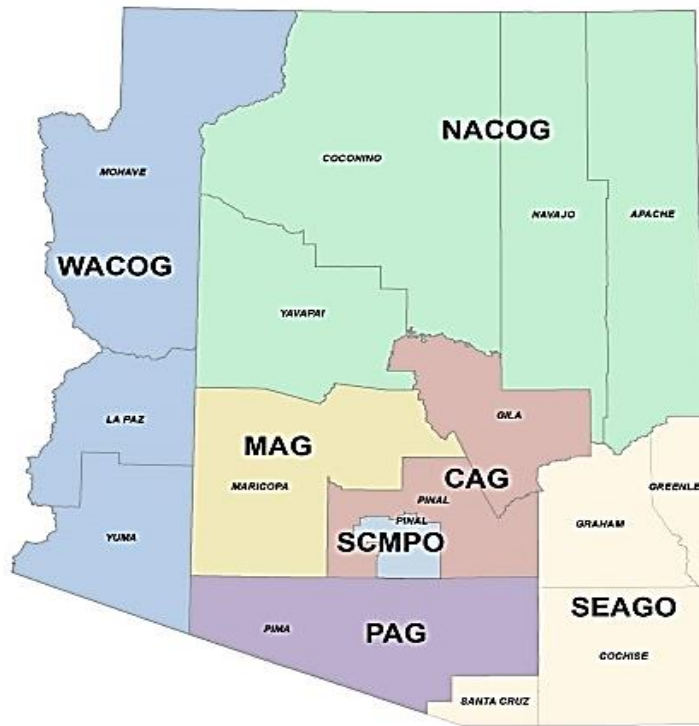 NACOG
COCONINO
MOHAVE
NAVAJO
APACHE
WACOG
YAVAPAI
LA PAZ
GILA
MAG
CAG
MARICOPA
PINAL
GREENLE
YUMA
PINAL
GRAHAM
SCMPO
SEAGO
PIMA
PAG
COCHISE
SANTA CRUZ